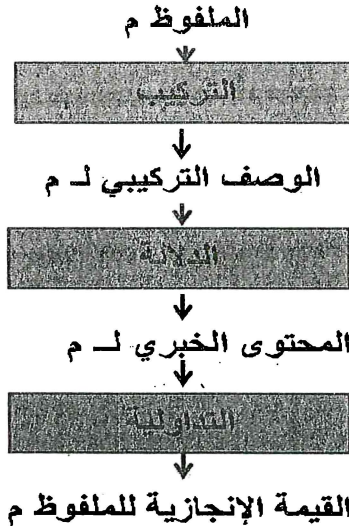 الملفوظ م
التركيب
الوصف التركيبي لـ م
الدلالة
المحتوى الخبري لـ م
التداولية
القيمة الإنجازية للملفوظ م